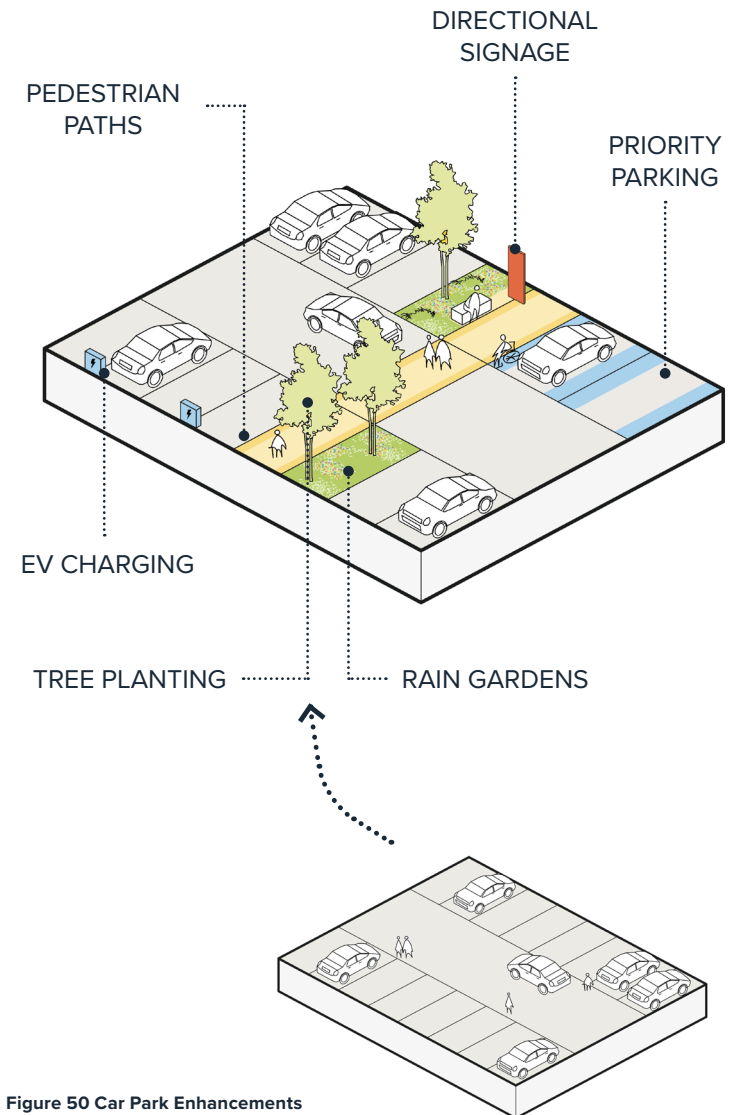 DIRECTIONAL
SIGNAGE
PEDESTRIAN
PATHS
PRIORITY
PARKING
EV CHARGING
TREE PLANTING
RAIN GARDENS
Figure 50 Car Park Enhancements